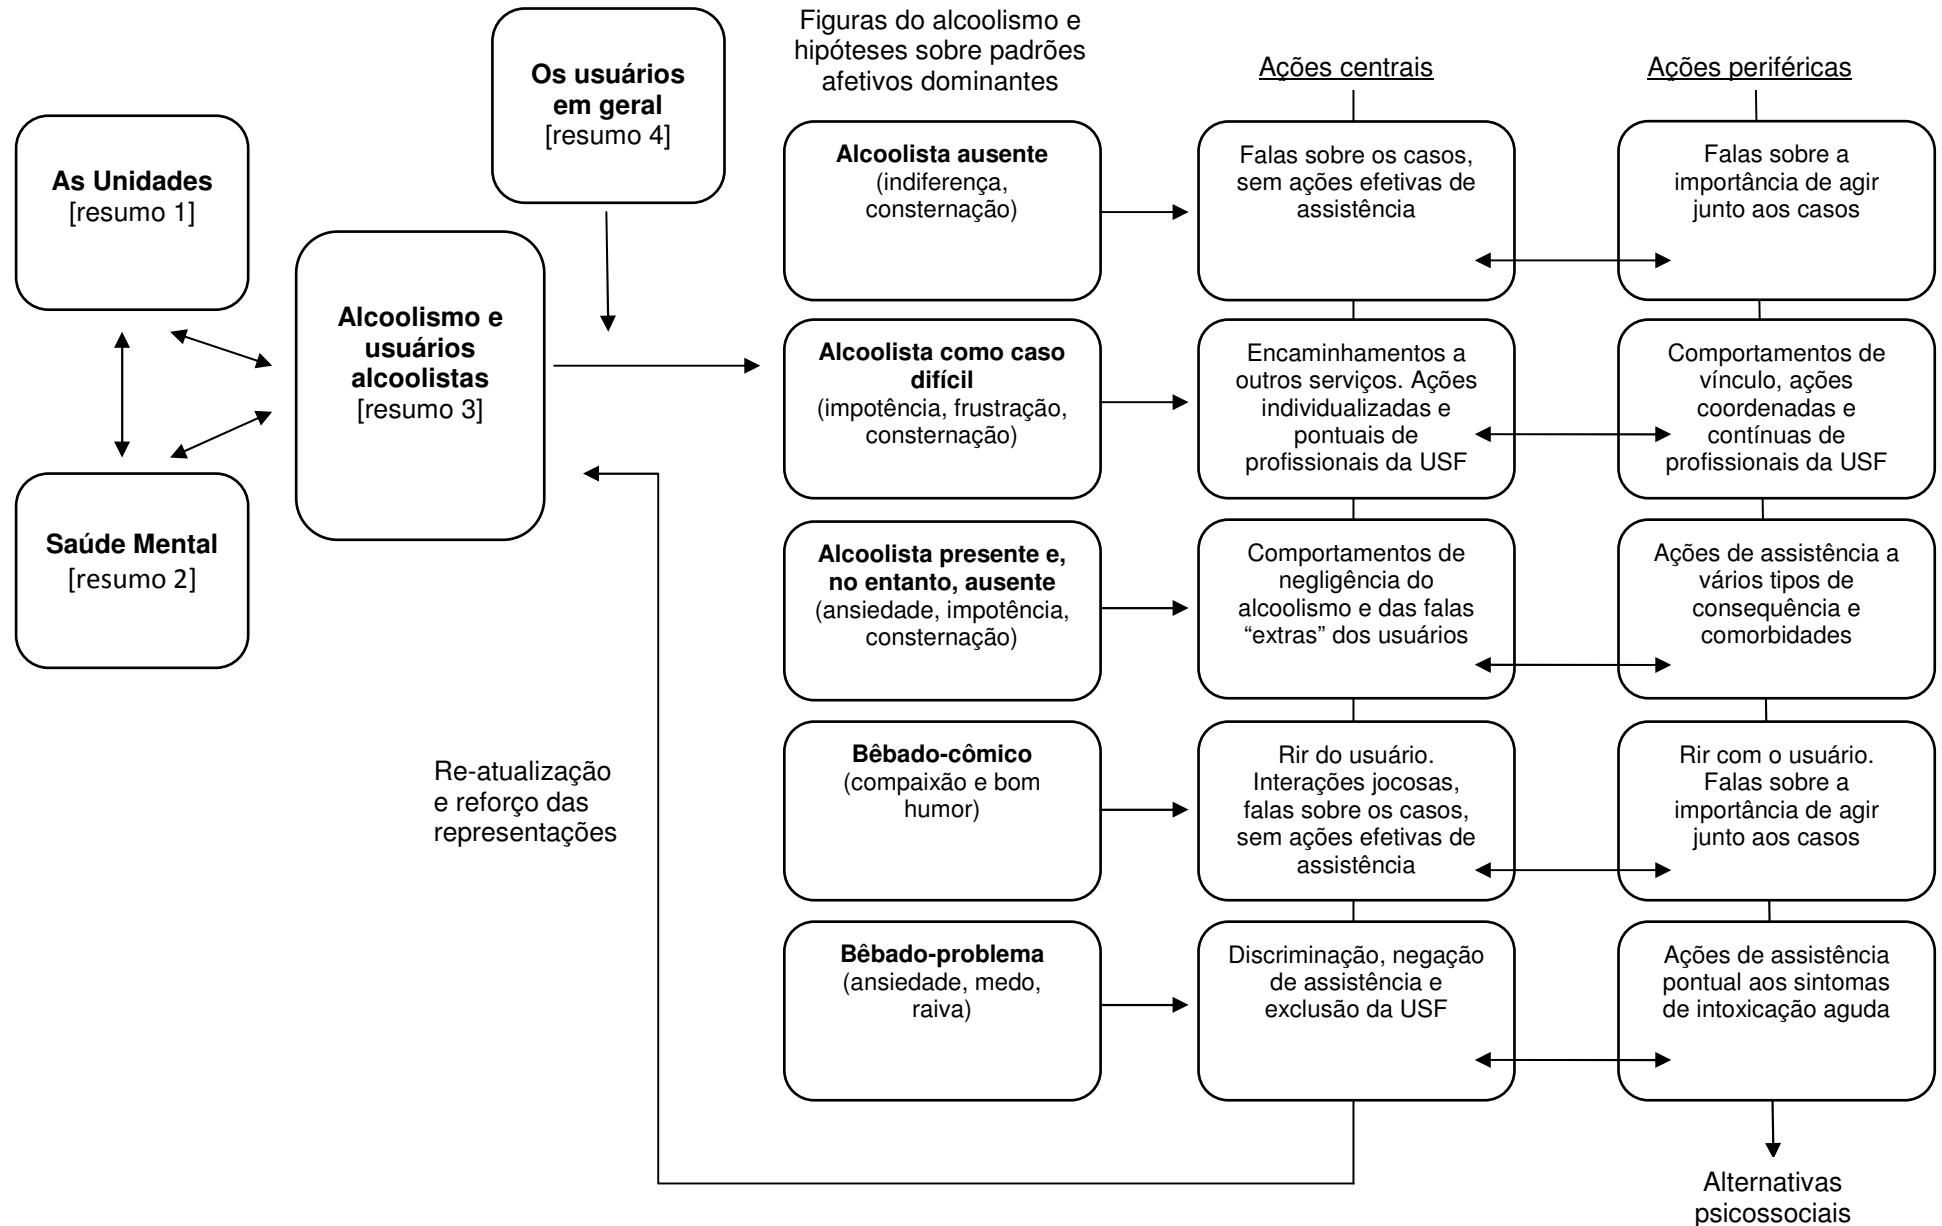 Os usuários
em geral
[resumo 4]
As Unidades
[resumo 1]
Alcoolismo e
usuários
alcoolistas
[resumo 3]
Saúde Mental
[resumo 2]
Re-atualização
e reforço das
representações
Figuras do alcoolismo e
hipóteses sobre padrões
afetivos dominantes
Ações centrais
Ações periféricas
Alcoolista ausente
(indiferença,
consternação)
Falas sobre os casos,
sem ações efetivas de
assistência
Falas sobre a
importância de agir
junto aos casos
Alcoolista como caso
difícil
(impotência, frustração,
consternação)
Encaminhamentos a
outros serviços. Ações
individualizadas e
pontuais de
profissionais da USF
Comportamentos de
vínculo, ações
coordenadas e
contínuas de
profissionais da USF
Alcoolista presente e,
no entanto, ausente
(ansiedade, impotência,
consternação)
Comportamentos de
negligência do
alcoolismo e das falas
“extras” dos usuários
Ações de assistência a
vários tipos de
consequência e
comorbidades
Bêbado-cômico
(compaixão e bom
humor)
Rir do usuário.
Interações jocosas,
falas sobre os casos,
sem ações efetivas de
assistência
Rir com o usuário.
Falas sobre a
importância de agir
junto aos casos
Bêbado-problema
(ansiedade, medo,
raiva)
Discriminação, negação
de assistência e
exclusão da USF
Ações de assistência
pontual aos sintomas
de intoxicação aguda
Alternativas
psicossociais